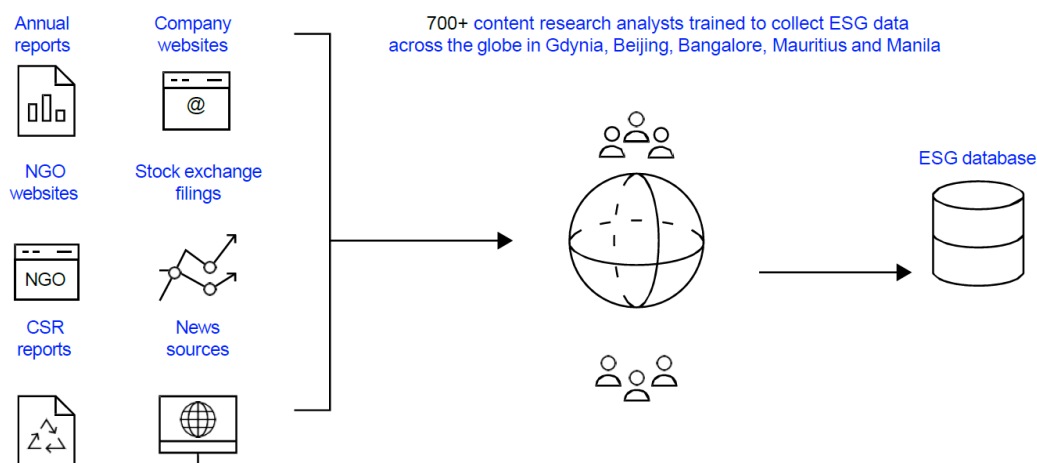 Annual
reports
Company
websites
700+ content research analysts trained to collect ESG data
across the globe in Gdynia, Beijing, Bangalore, Mauritius and Manila
@
NGO
websites
Stock exchange
filings
ESG database
NGO
CSR
reports
News
sources